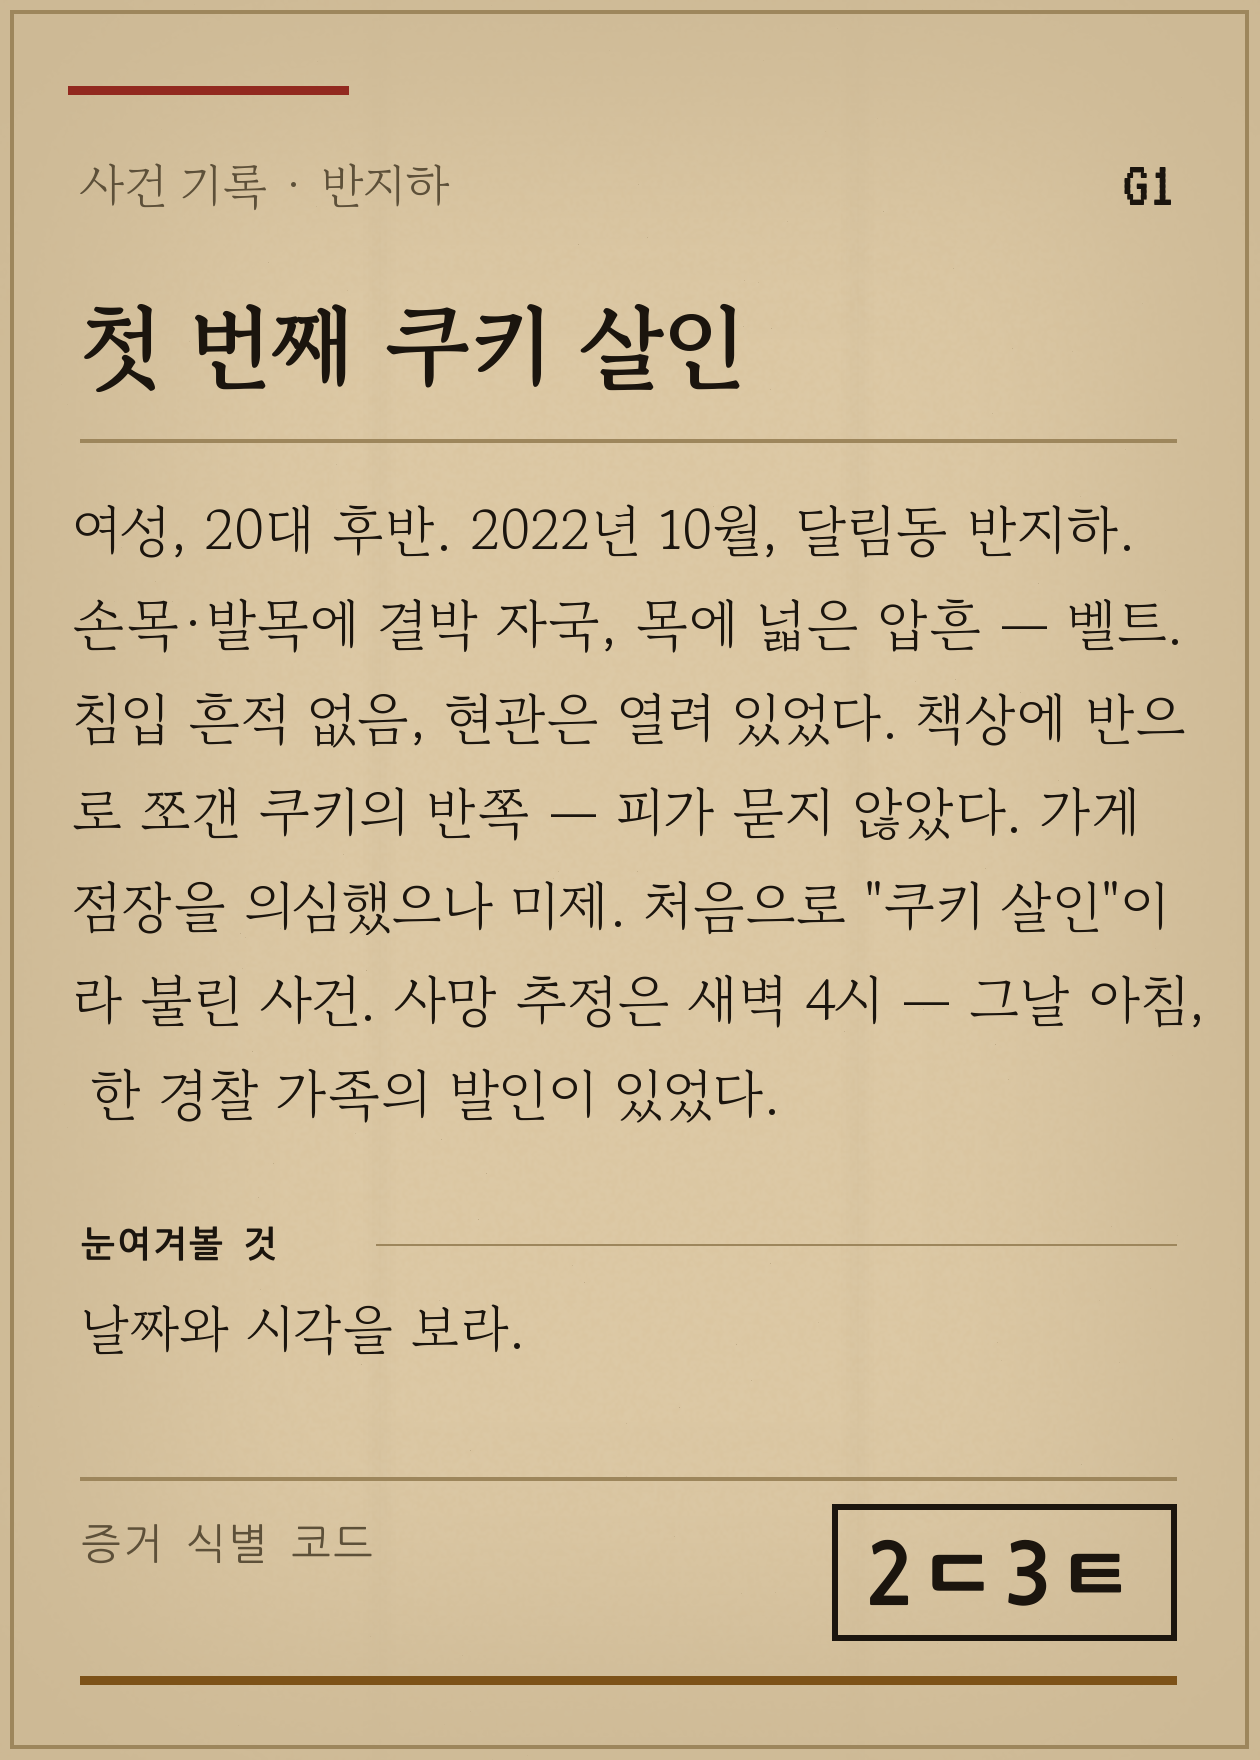 사건 기록 · 반지하
G1
첫 번째 쿠키 살인
여성, 20대 후반. 2022년 10월, 달림동 반지하.
손목·발목에 결박 자국, 목에 넓은 압흔 — 벨트.
침입 흔적 없음, 현관은 열려 있었다. 책상에 반으
로 쪼갠 쿠키의 반쪽 — 피가 묻지 않았다. 가게
점장을 의심했으나 미제. 처음으로 "쿠키 살인"이
라 불린 사건. 사망 추정은 새벽 4시 — 그날 아침,
한 경찰 가족의 발인이 있었다.
눈여겨볼 것
날짜와 시각을 보라.
증거 식별 코드
2ㄷ3ㅌ